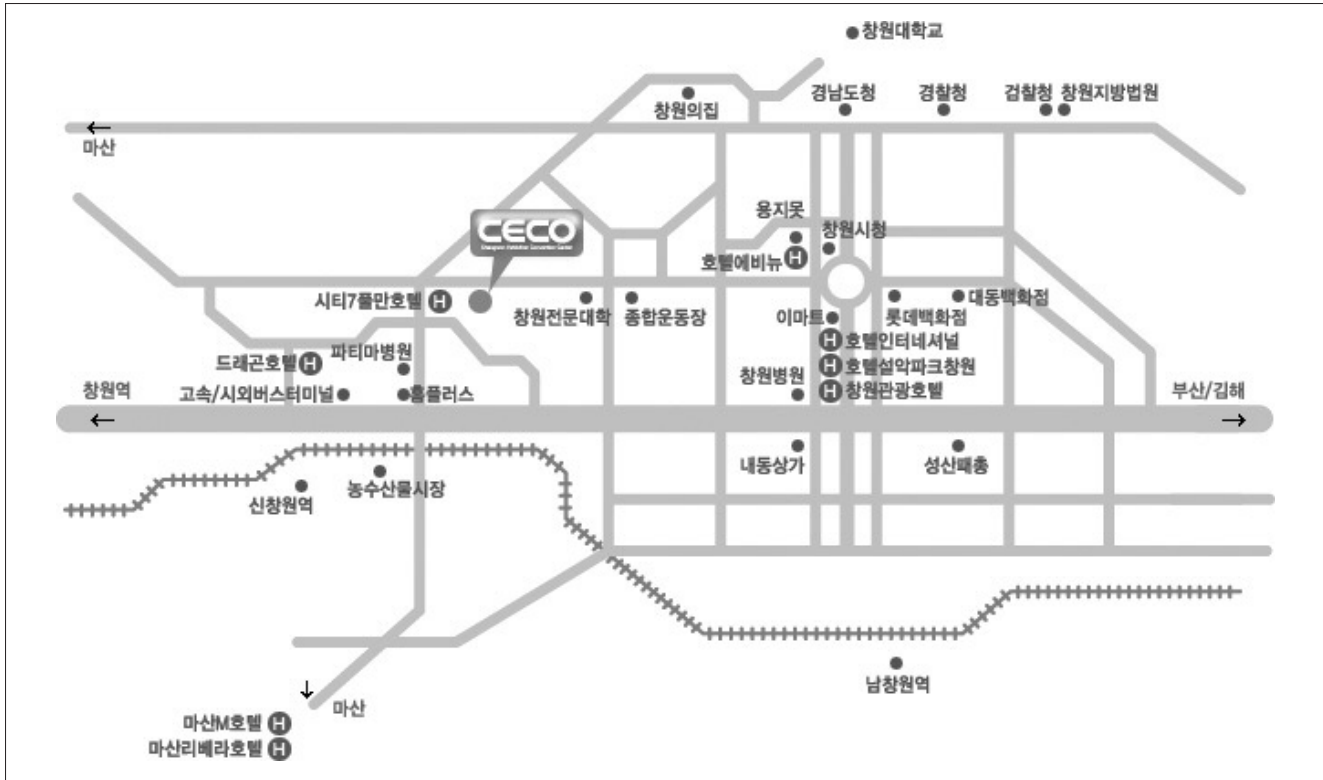 창원대학교
경남도청
경찰청
검찰청
창원지방법원
창원의집
←
마산
용지못
창원시청
CECO
호텔에비뉴 H
시티7풀만호텔 H
창원전문대학
종합운동장
이마트
롯데백화점
대동백화점
H 호텔인터네셔널
드래곤호텔 H
파티마병원
H 호텔설악파크창원
창원병원
창원역
고속/시외버스터미널
홈플러스
H 창원관광호텔
부산/김해
←
→
내동상가
성산패총
신창원역
농수산물시장
남창원역
↓
마산
마산M호텔 H
마산리베라호텔 H